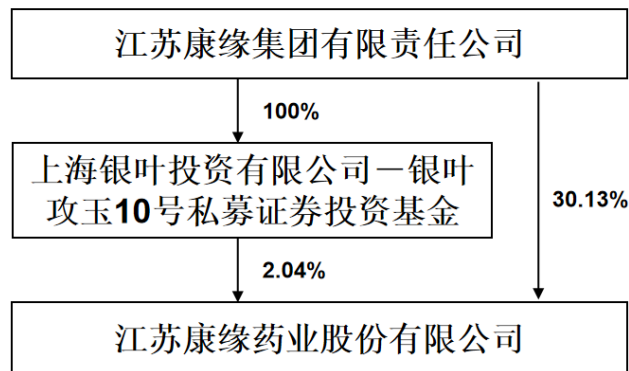 江苏康缘集团有限责任公司
100%
上海银叶投资有限公司－银叶
攻玉10号私募证券投资基金
30.13%
2.04%
江苏康缘药业股份有限公司